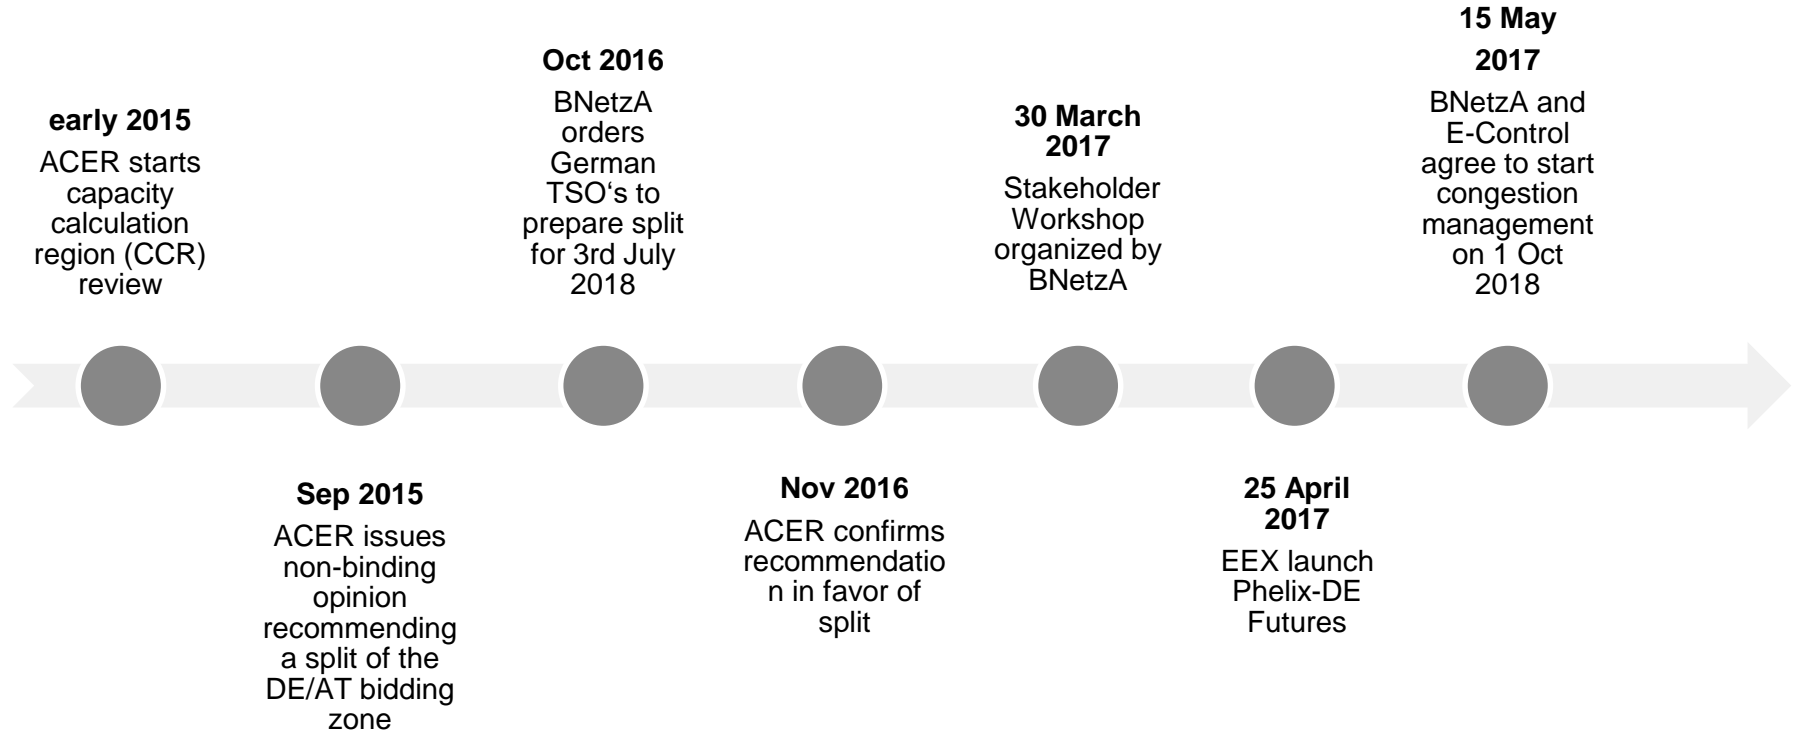 early 2015
ACER starts
capacity
calculation
region (CCR)
review
Sep 2015
ACER issues
non-binding
opinion
recommending
a split of the
DE/AT bidding
zone
Oct 2016
BNetzA
orders
German
TSO‘s to
prepare split
for 3rd July
2018
Nov 2016
ACER confirms
recommendatio
n in favor of
split
30 March
2017
Stakeholder
Workshop
organized by
BNetzA
25 April
2017
EEX launch
Phelix-DE
Futures
15 May
2017
BNetzA and
E-Control
agree to start
congestion
management
on 1 Oct
2018